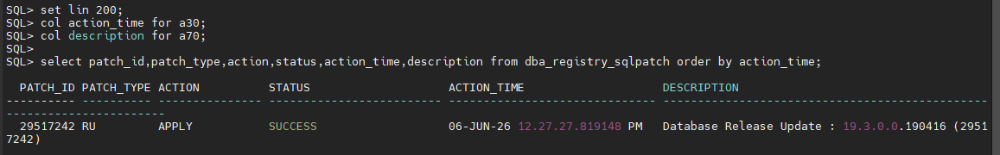 SQL> set lin 200;
SQL> col action_time for a30;
SQL> col description for a70;
SQL>
SQL> select patch_id,patch_type,action,status,action_time,description from dba_registry_sqlpatch order by action_time;

  PATCH_ID PATCH_TYPE ACTION          STATUS                    ACTION_TIME                    DESCRIPTION
---------- ---------- --------------- ------------------------- ------------------------------ -----------------------------------------------
-----------------------
  29517242 RU         APPLY           SUCCESS                   06-JUN-26 12.27.27.819148 PM   Database Release Update : 19.3.0.0.190416 (2951
7242)